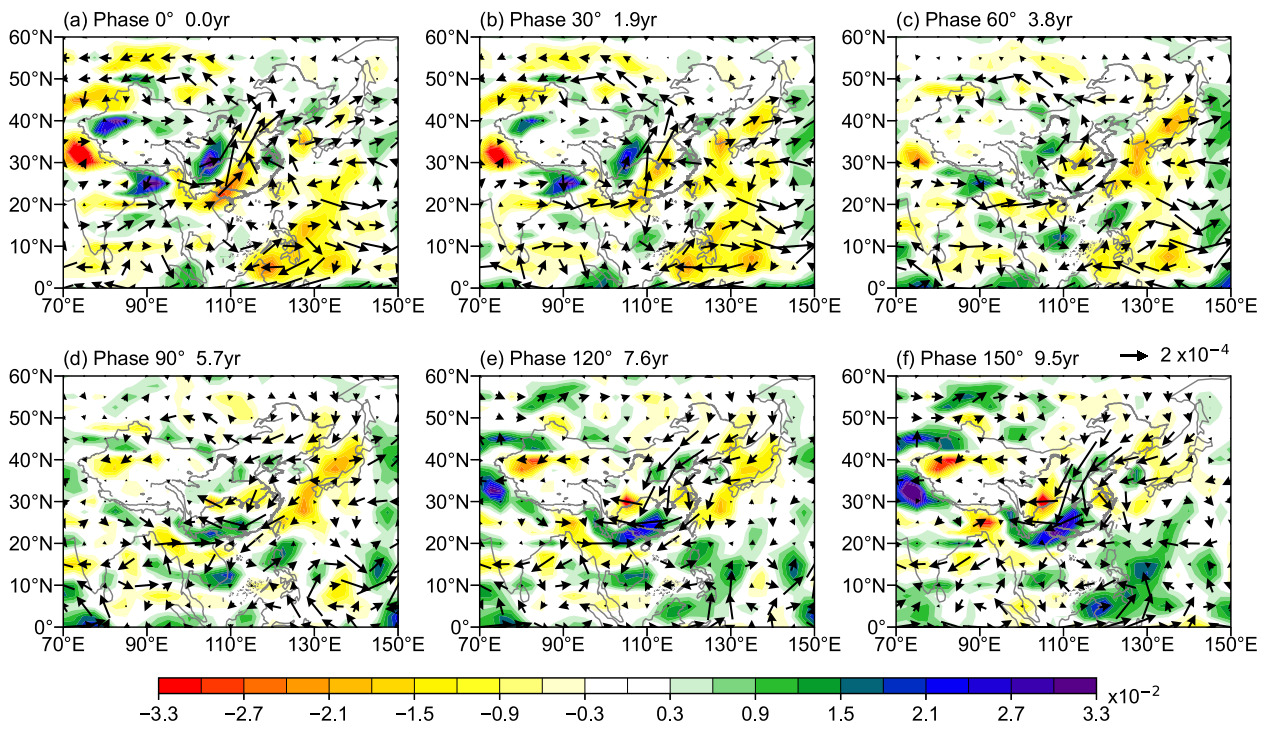 (a) Phase 0° 0.0yr (b) Phase 30° 1.9yr (c) Phase 60° 3.8yr
60°N 60°N 60°N
50°N 50°N 50°N
40°N 40°N 40°N
30°N 30°N 30°N
20°N 20°N 20°N
10°N 10°N 10°N
0° 0° 0°
70°E 90°E 110°E 130°E 150°E 70°E 90°E 110°E 130°E 150°E 70°E 90°E 110°E 130°E 150°E
(d) Phase 90° 5.7yr (e) Phase 120° 7.6yr (f) Phase 150° 9.5yr 2 x10⁻⁴
60°N 60°N 60°N
50°N 50°N 50°N
40°N 40°N 40°N
30°N 30°N 30°N
20°N 20°N 20°N
10°N 10°N 10°N
0° 0° 0°
70°E 90°E 110°E 130°E 150°E 70°E 90°E 110°E 130°E 150°E 70°E 90°E 110°E 130°E 150°E
x10⁻²
−3.3 −2.7 −2.1 −1.5 −0.9 −0.3 0.3 0.9 1.5 2.1 2.7 3.3